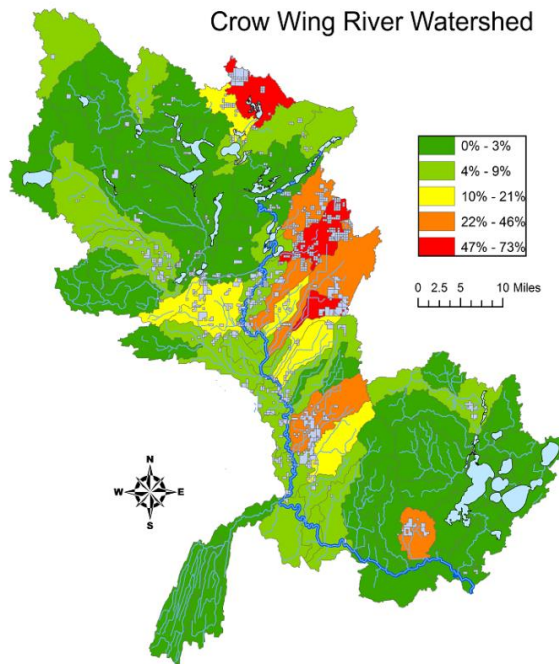 Crow Wing River Watershed
0% - 3%
4% - 9%
10% - 21%
22% - 46%
47% - 73%
0 2.5 5 10 Miles
N
W E
S